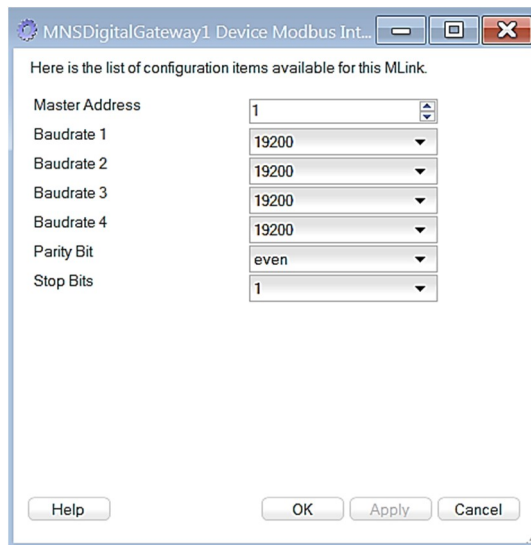 MNSDigitalGateway1 Device Modbus Int...
Here is the list of configuration items available for this MLink.
Master Address 1
Baudrate 1 19200
Baudrate 2 19200
Baudrate 3 19200
Baudrate 4 19200
Parity Bit even
Stop Bits 1
Help OK Apply Cancel